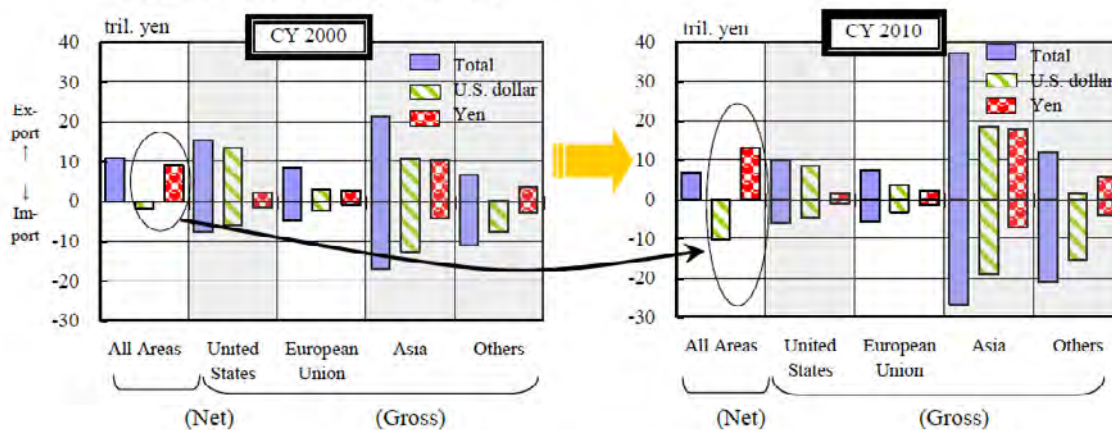 tril. yen
CY 2000
40
30
20
10
0
-10
-20
-30
Ex-
port
↑
↓
Im-
port
Total
U.S. dollar
Yen
All Areas
United
States
European
Union
Asia
Others
(Net)
(Gross)
tril. yen
CY 2010
40
30
20
10
0
-10
-20
-30
Total
U.S. dollar
Yen
All Areas
United
States
European
Union
Asia
Others
(Net)
(Gross)